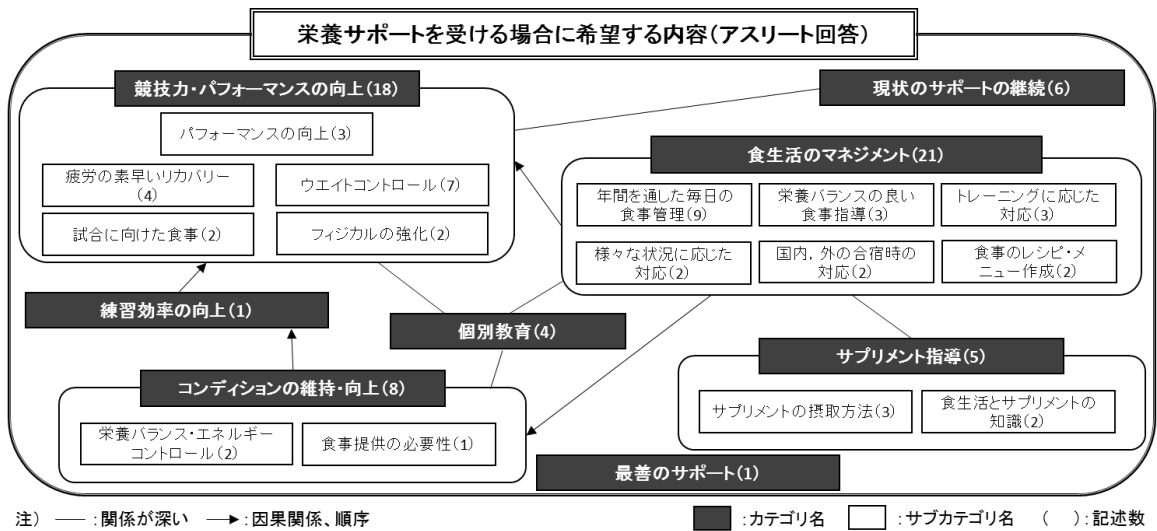 栄養サポートを受ける場合に希望する内容(アスリート回答)
競技力・パフォーマンスの向上(18)
パフォーマンスの向上(3)
疲労の素早いリカバリー
(4)
ウエイトコントロール(7)
試合に向けた食事(2)
フィジカルの強化(2)
現状のサポートの継続(6)
食生活のマネジメント(21)
年間を通した毎日の
食事管理(9)
栄養バランスの良い
食事指導(3)
トレーニングに応じた
対応(3)
様々な状況に応じた
対応(2)
国内，外の合宿時の
対応(2)
食事のレシピ・メ
ニュー作成(2)
練習効率の向上(1)
個別教育(4)
コンディションの維持・向上(8)
栄養バランス・エネルギー
コントロール(2)
食事提供の必要性(1)
サプリメント指導(5)
サプリメントの摂取方法(3)
食生活とサプリメントの
知識(2)
最善のサポート(1)
注) ―― :関係が深い ―▶ :因果関係、順序
:カテゴリ名 :サブカテゴリ名 ( ):記述数